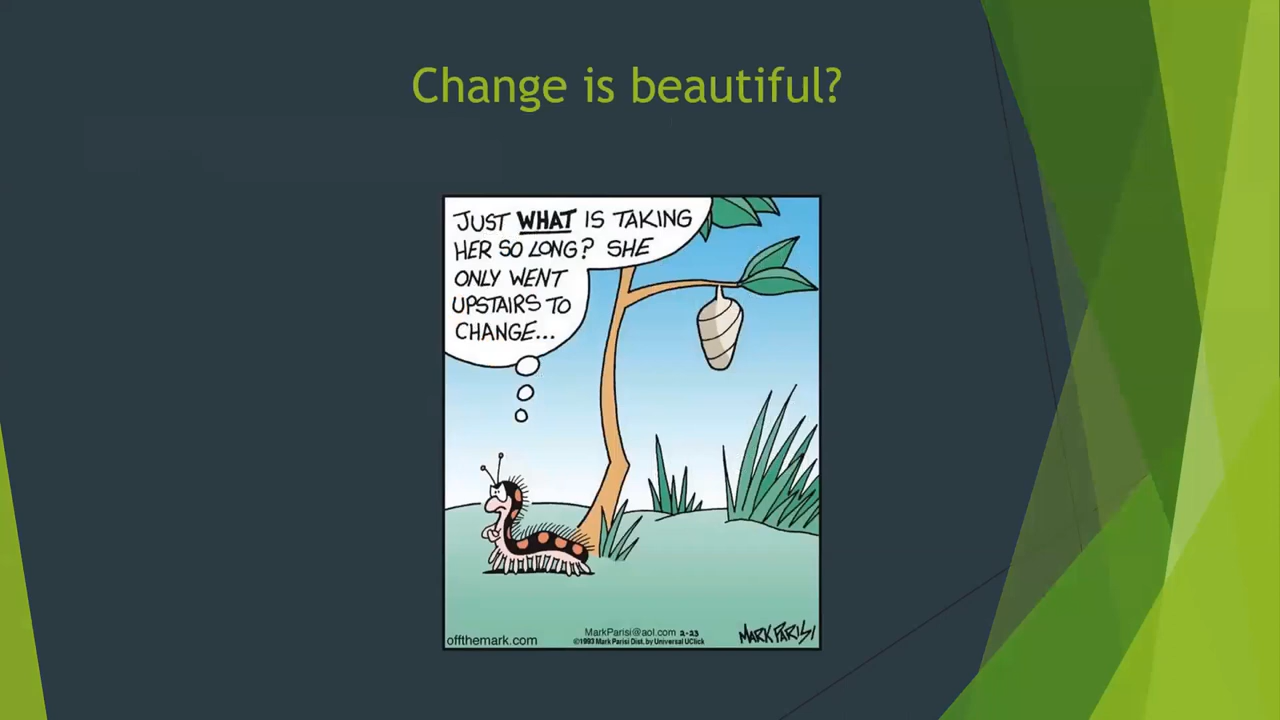 Change is beautiful?
JUST WHAT IS TAKING
HER SO LONG? SHE
ONLY WENT
UPSTAIRS TO
CHANGE...
offthemark.com
MarkParisi@aol.com 2-23
©1993 Mark Parisi Dist. by Universal UClick
MARK PARISI